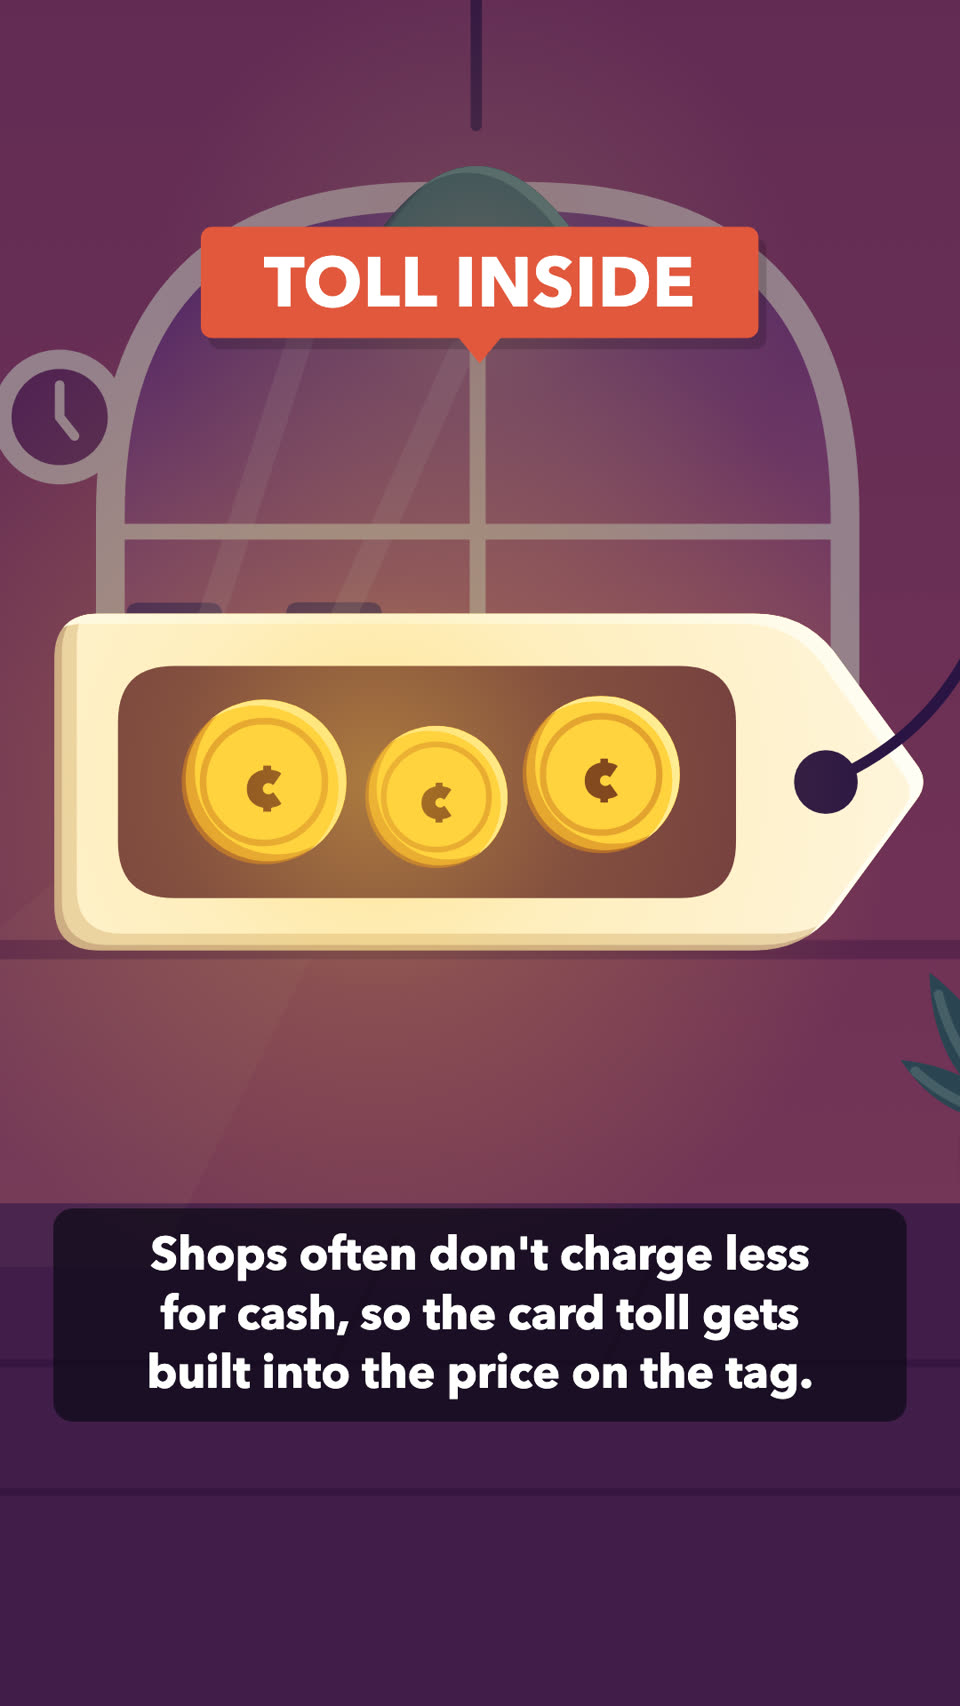 TOLL INSIDE
¢ ¢ ¢
Shops often don't charge less
for cash, so the card toll gets
built into the price on the tag.